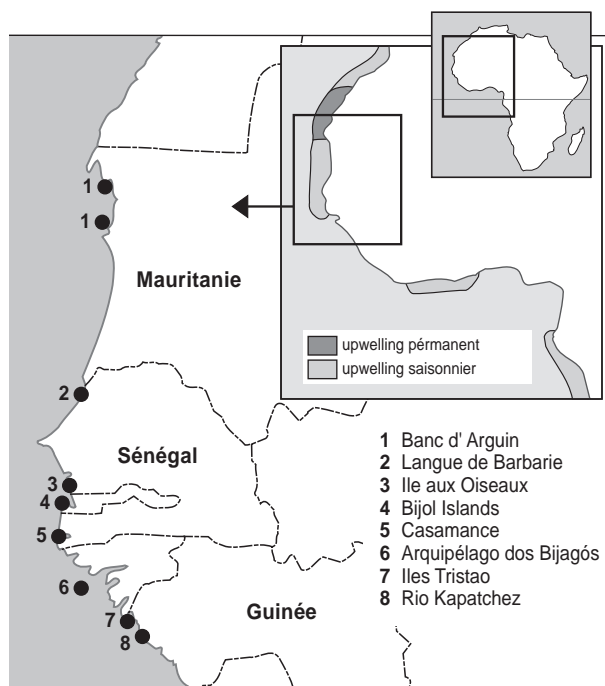 1
1
Mauritanie
upwelling pérmanent
upwelling saisonnier
2
Sénégal
3
4
5
6
7
8
Guinée
1 Banc d' Arguin
2 Langue de Barbarie
3 Ile aux Oiseaux
4 Bijol Islands
5 Casamance
6 Arquipélago dos Bijagós
7 Iles Tristao
8 Rio Kapatchez